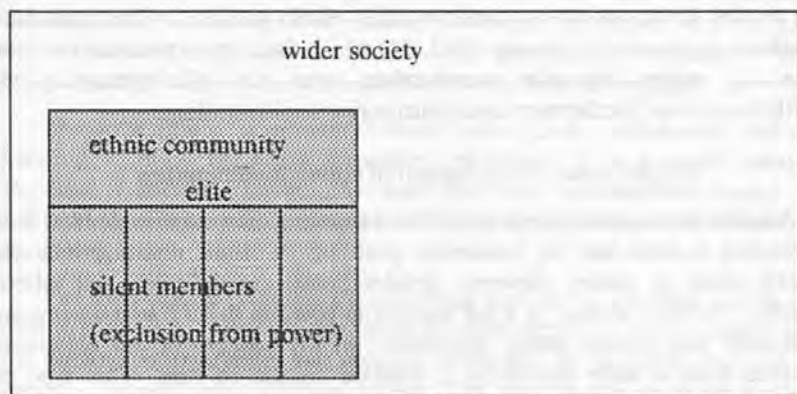 wider society
ethnic community
elite
silent members
(exclusion from power)